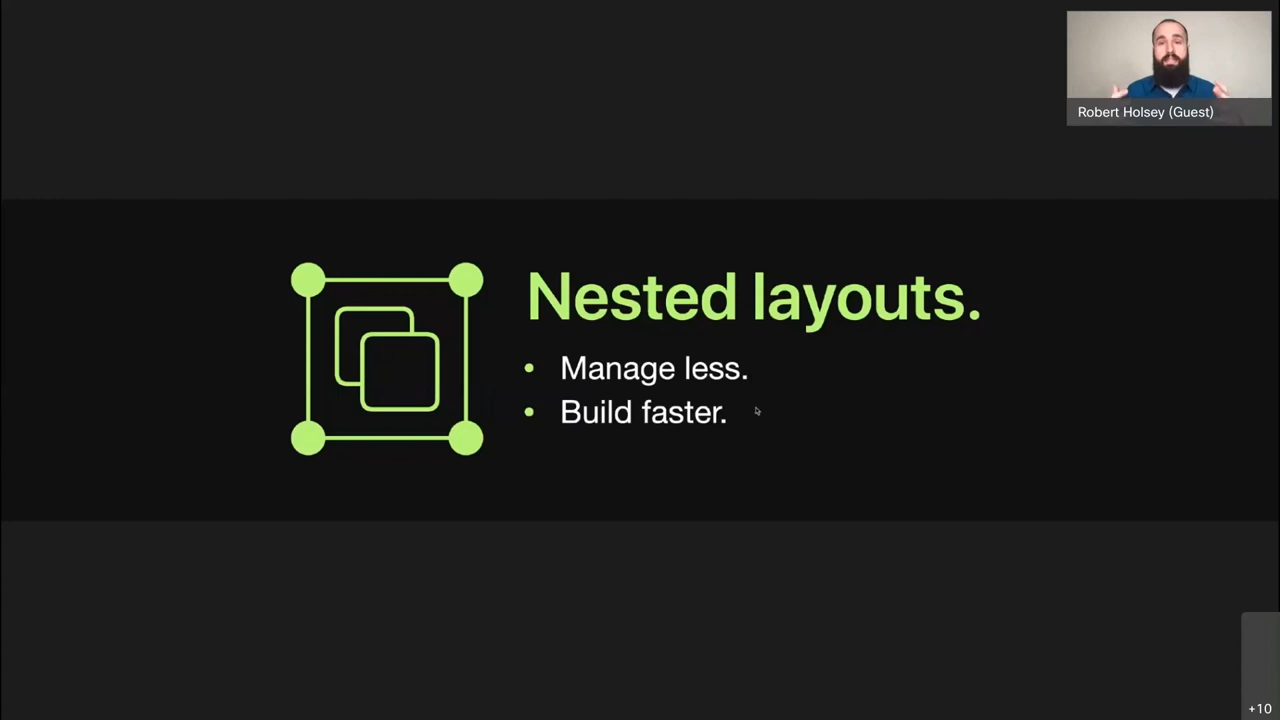 Robert Holsey (Guest)
Nested layouts.
• Manage less.
• Build faster.
+10